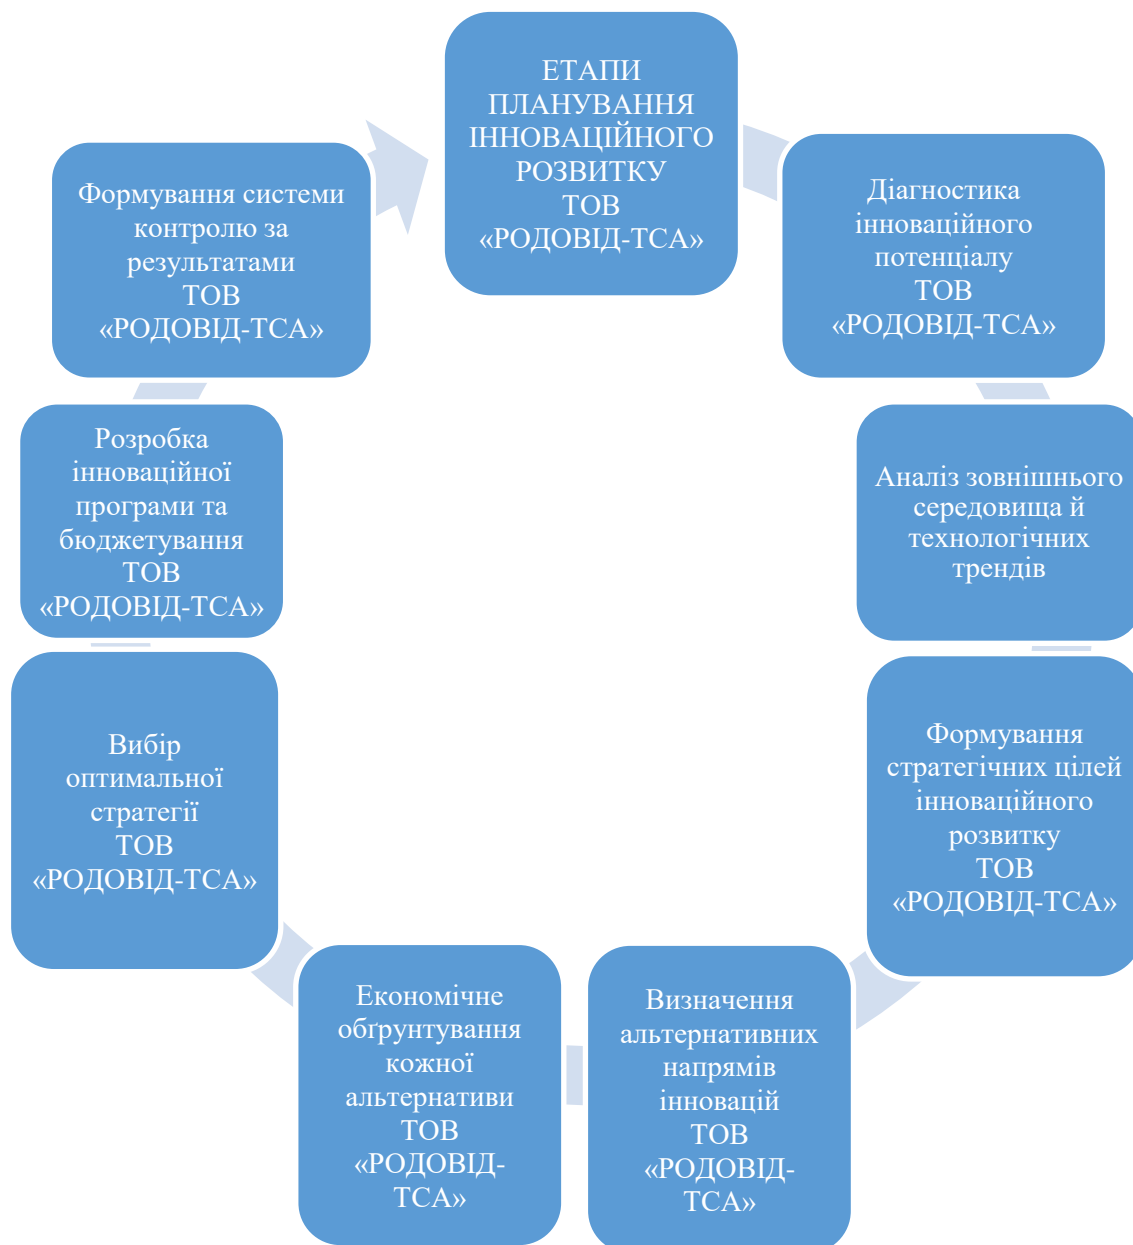 ЕТАПИ
ПЛАНУВАННЯ
ІННОВАЦІЙНОГО
РОЗВИТКУ
ТОВ
«РОДОВІД-ТСА»
Діагностика
інноваційного
потенціалу
ТОВ
«РОДОВІД-ТСА»
Аналіз зовнішнього
середовища й
технологічних
трендів
Формування
стратегічних цілей
інноваційного
розвитку
ТОВ
«РОДОВІД-ТСА»
Визначення
альтернативних
напрямів
інновацій
ТОВ
«РОДОВІД-
ТСА»
Економічне
обґрунтування
кожної
альтернативи
ТОВ
«РОДОВІД-
ТСА»
Вибір
оптимальної
стратегії
ТОВ
«РОДОВІД-ТСА»
Розробка
інноваційної
програми та
бюджетування
ТОВ
«РОДОВІД-ТСА»
Формування системи
контролю за
результатами
ТОВ
«РОДОВІД-ТСА»